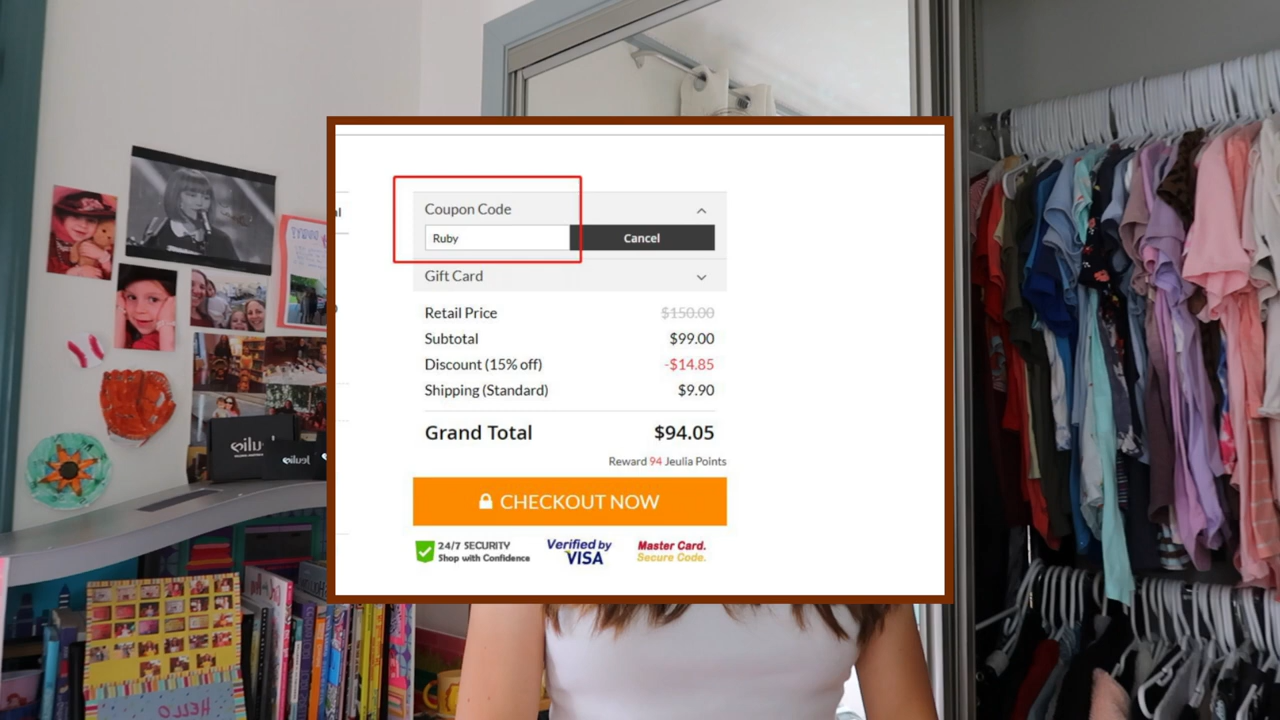 Coupon Code
Ruby
Cancel
Gift Card
Retail Price $150.00
Subtotal $99.00
Discount (15% off) -$14.85
Shipping (Standard) $9.90
Grand Total $94.05
Reward 94 Jeulia Points
CHECKOUT NOW
24/7 SECURITY
Shop with Confidence
Verified by
VISA
Master Card.
Secure Code.
Jeulia
HELLO